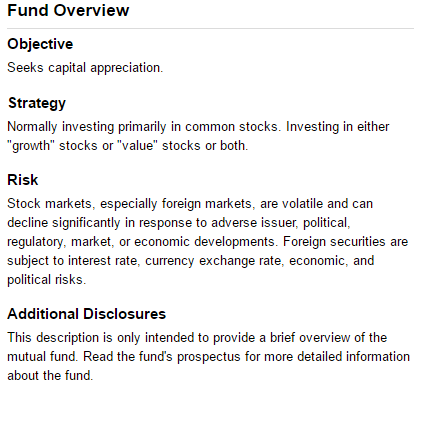 Fund Overview
Objective
Seeks capital appreciation.
Strategy
Normally investing primarily in common stocks. Investing in either
"growth" stocks or "value" stocks or both.
Risk
Stock markets, especially foreign markets, are volatile and can
decline significantly in response to adverse issuer, political,
regulatory, market, or economic developments. Foreign securities are
subject to interest rate, currency exchange rate, economic, and
political risks.
Additional Disclosures
This description is only intended to provide a brief overview of the
mutual fund. Read the fund's prospectus for more detailed information
about the fund.